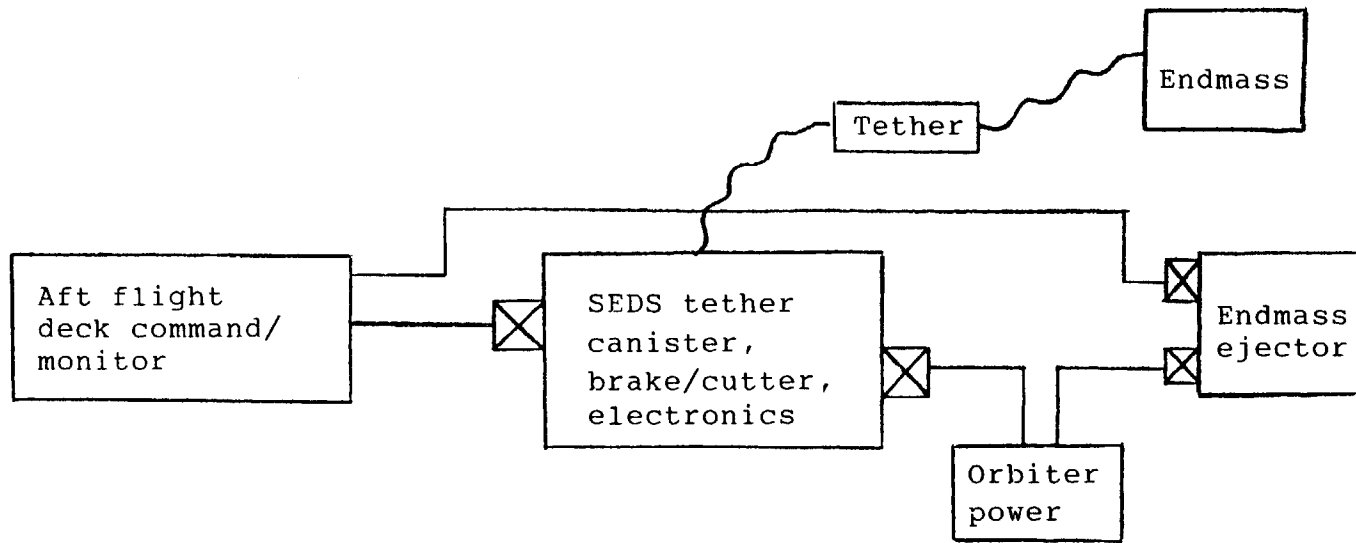 Endmass
Tether
Aft flight
deck command/
monitor
SEDS tether
canister,
brake/cutter,
electronics
Endmass
ejector
Orbiter
power